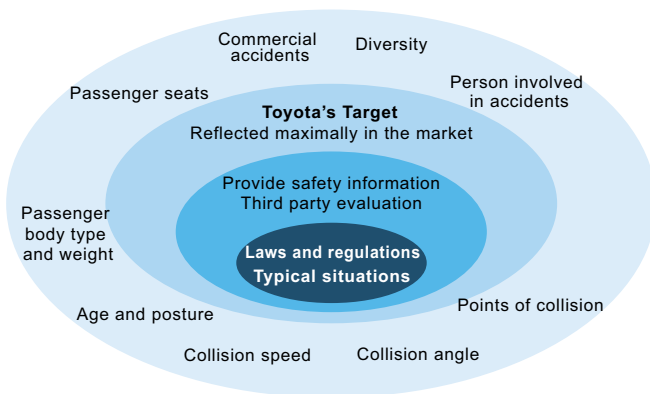 Commercial
accidents
Diversity
Passenger seats
Person involved
in accidents
Toyota's Target
Reflected maximally in the market
Provide safety information
Third party evaluation
Passenger
body type
and weight
Laws and regulations
Typical situations
Age and posture
Points of collision
Collision speed
Collision angle